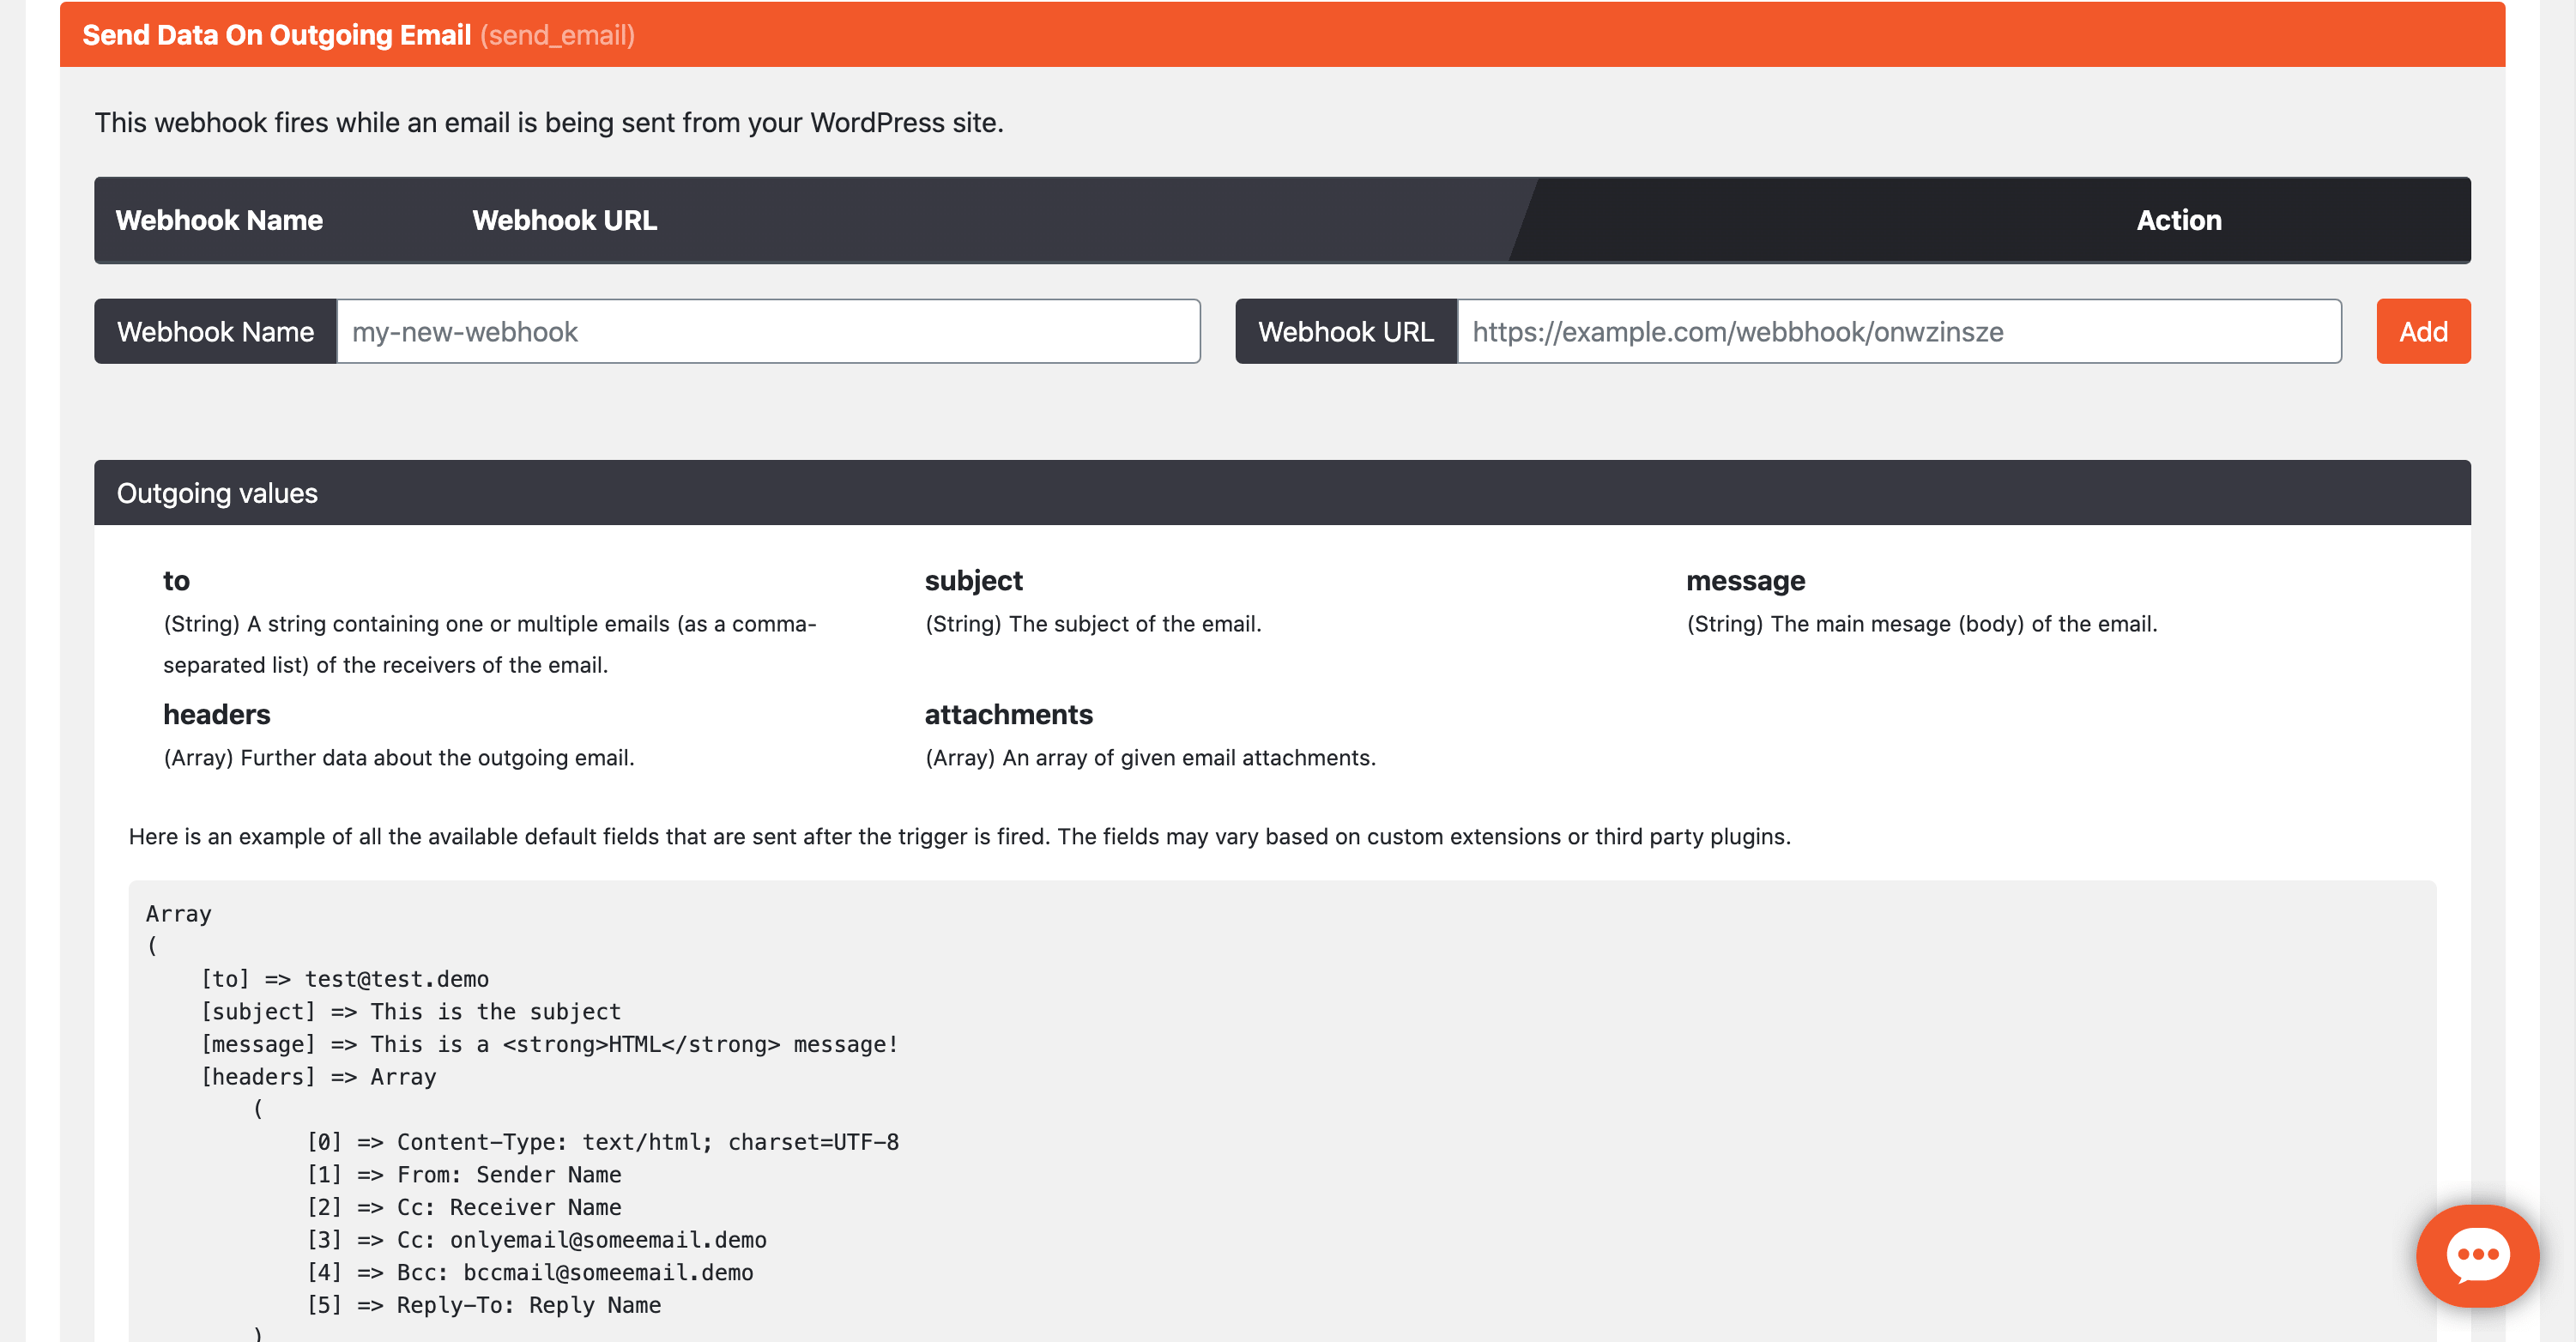 Send Data On Outgoing Email (send_email)
This webhook fires while an email is being sent from your WordPress site.
Webhook Name Webhook URL Action
Webhook Name my-new-webhook Webhook URL https://example.com/webbhook/onwzinsze Add
Outgoing values
to
(String) A string containing one or multiple emails (as a comma-
separated list) of the receivers of the email.
subject
(String) The subject of the email.
message
(String) The main mesage (body) of the email.
headers
(Array) Further data about the outgoing email.
attachments
(Array) An array of given email attachments.
Here is an example of all the available default fields that are sent after the trigger is fired. The fields may vary based on custom extensions or third party plugins.
Array
(
[to] => test@test.demo
[subject] => This is the subject
[message] => This is a <strong>HTML</strong> message!
[headers] => Array
(
[0] => Content-Type: text/html; charset=UTF-8
[1] => From: Sender Name
[2] => Cc: Receiver Name
[3] => Cc: onlyemail@someemail.demo
[4] => Bcc: bccmail@someemail.demo
[5] => Reply-To: Reply Name
)